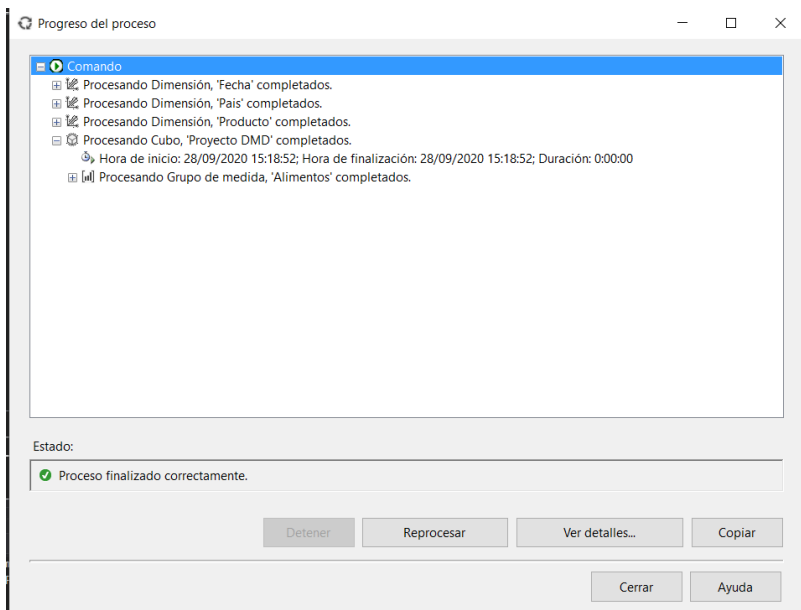 Progreso del proceso
Comando
Procesando Dimensión, 'Fecha' completados.
Procesando Dimensión, 'País' completados.
Procesando Dimensión, 'Producto' completados.
Procesando Cubo, 'Proyecto DMD' completados.
Hora de inicio: 28/09/2020 15:18:52; Hora de finalización: 28/09/2020 15:18:52; Duración: 0:00:00
Procesando Grupo de medida, 'Alimentos' completados.
Estado:
Proceso finalizado correctamente.
Detener Reprocesar Ver detalles... Copiar
Cerrar Ayuda